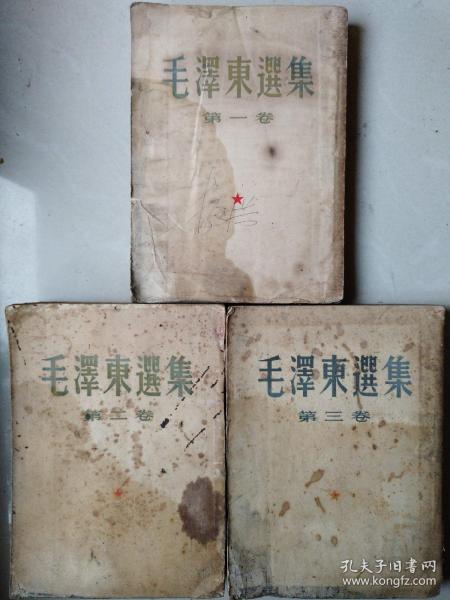 毛澤東選集
第一卷
毛澤東選集
第二卷
毛澤東選集
第三卷
孔夫子旧书网
www.kongfz.com